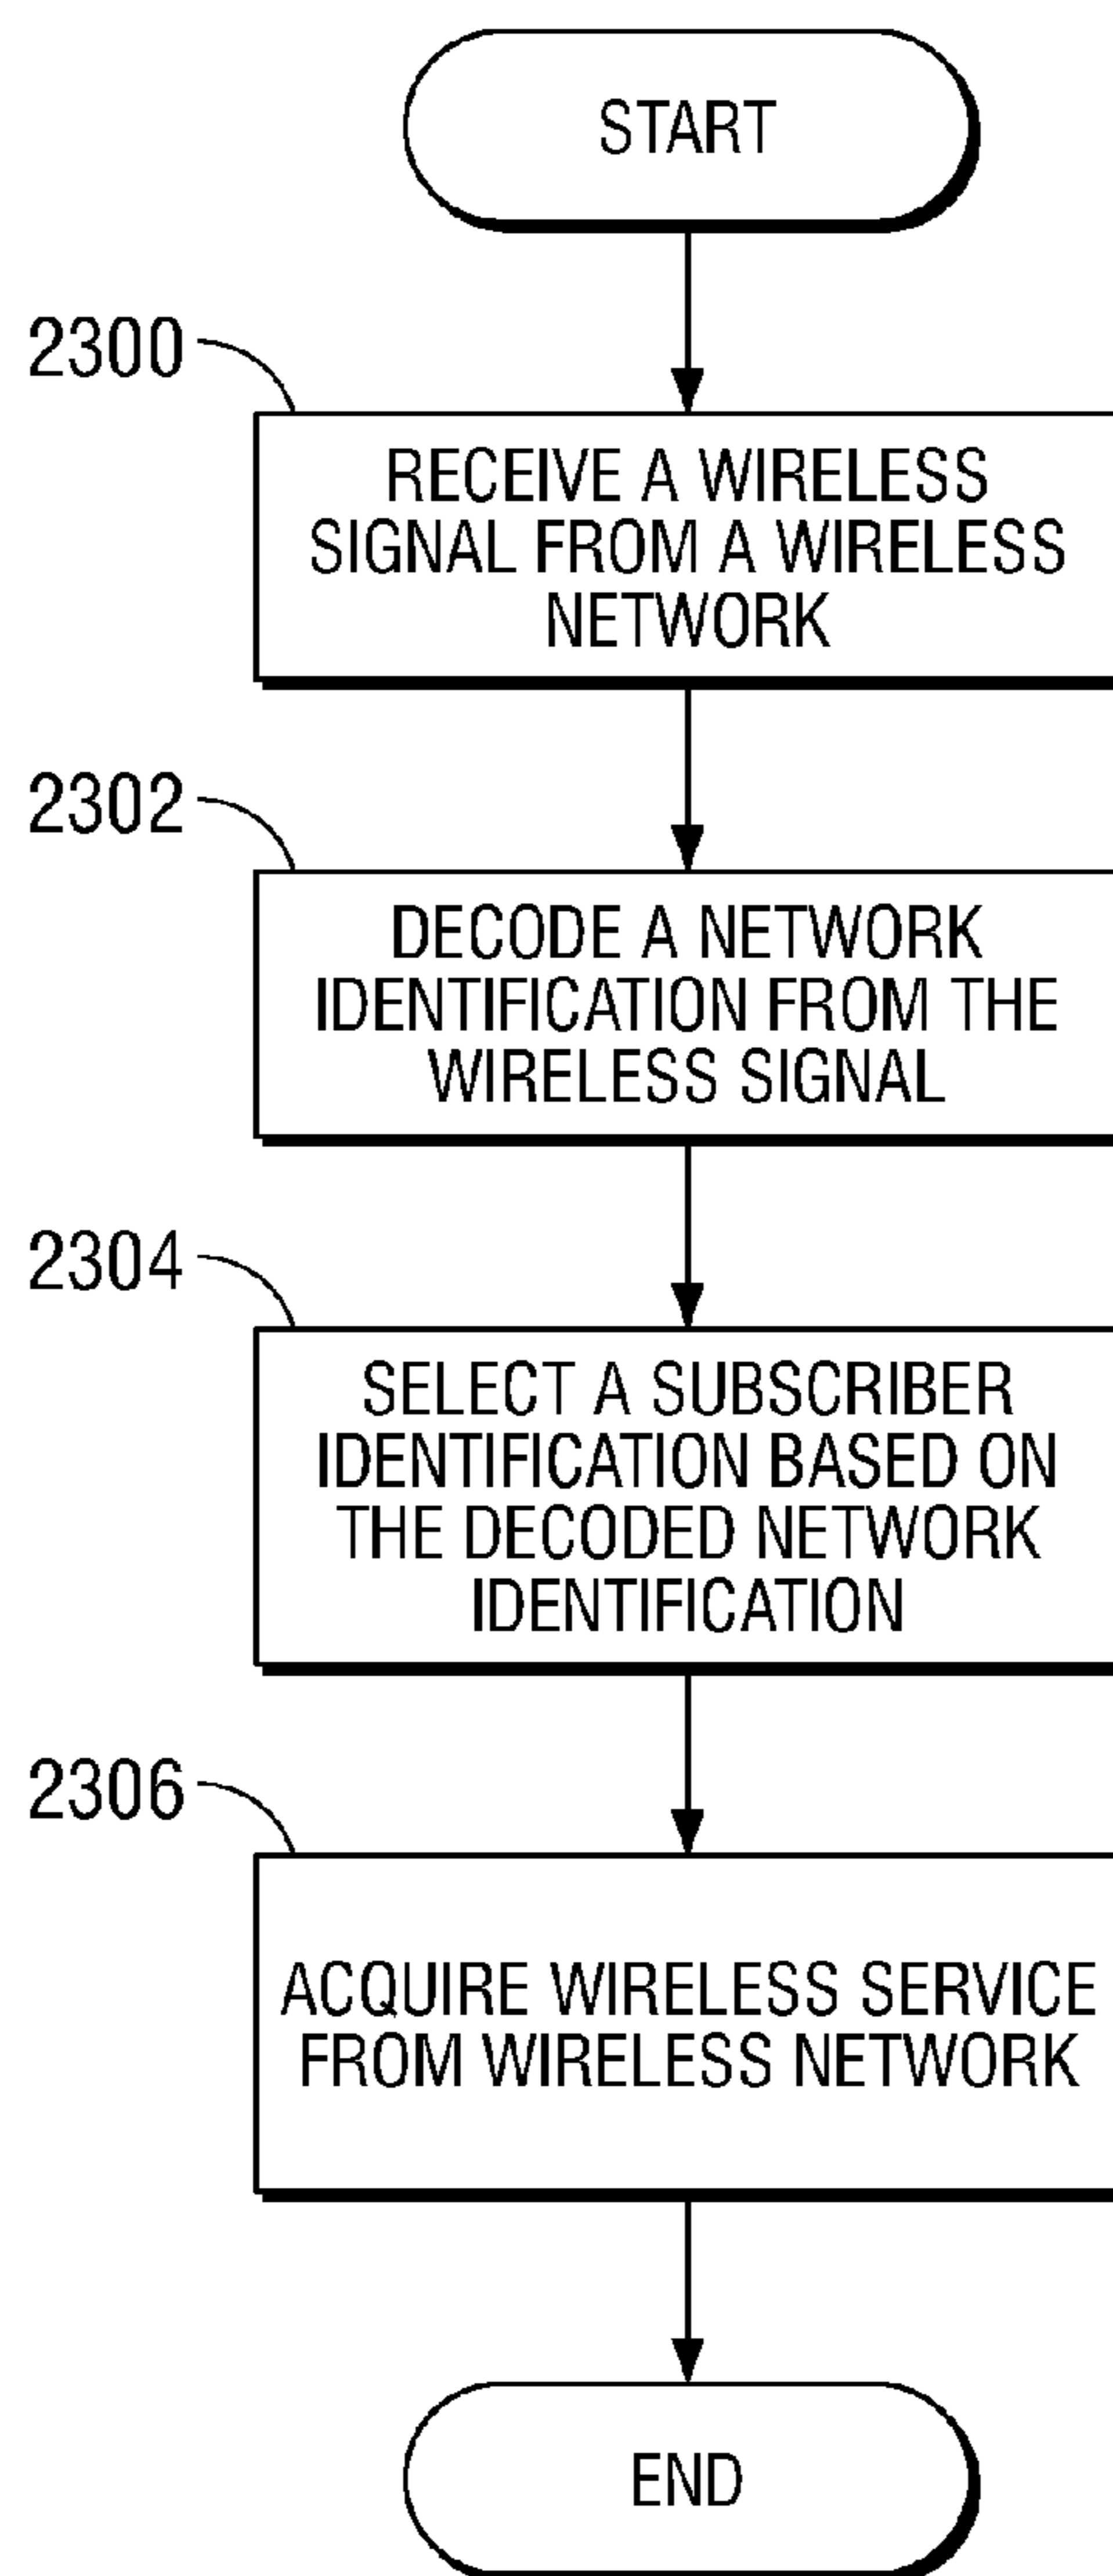 START
2300
RECEIVE A WIRELESS
SIGNAL FROM A WIRELESS
NETWORK
2302
DECODE A NETWORK
IDENTIFICATION FROM THE
WIRELESS SIGNAL
2304
SELECT A SUBSCRIBER
IDENTIFICATION BASED ON
THE DECODED NETWORK
IDENTIFICATION
2306
ACQUIRE WIRELESS SERVICE
FROM WIRELESS NETWORK
END